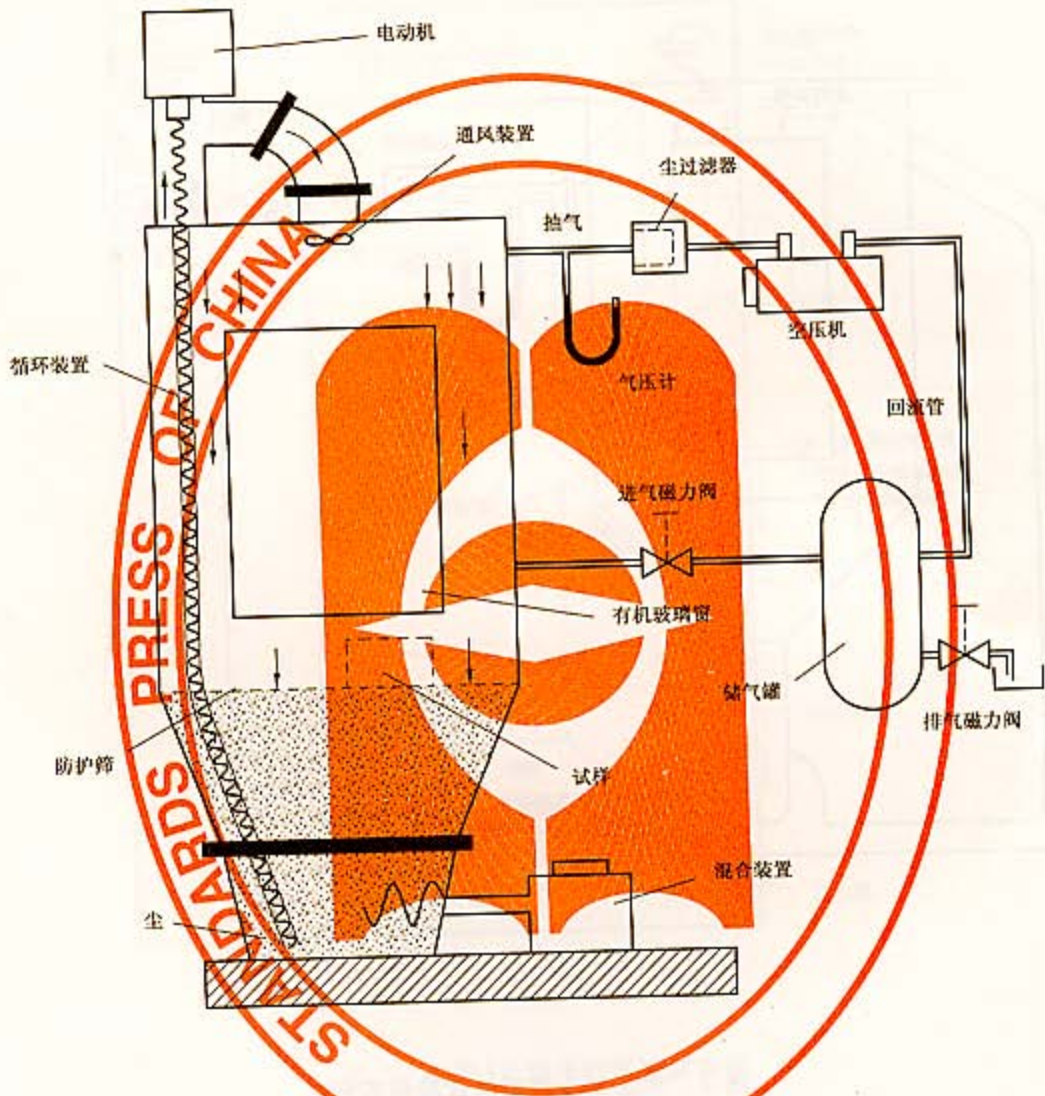 电动机
通风装置
尘过滤器
抽气
空压机
循环装置
气压计
回流管
进气磁力阀
有机玻璃窗
储气罐
排气磁力阀
防护筛
试样
混合装置
尘
STANDARDS PRESS OF CHINA